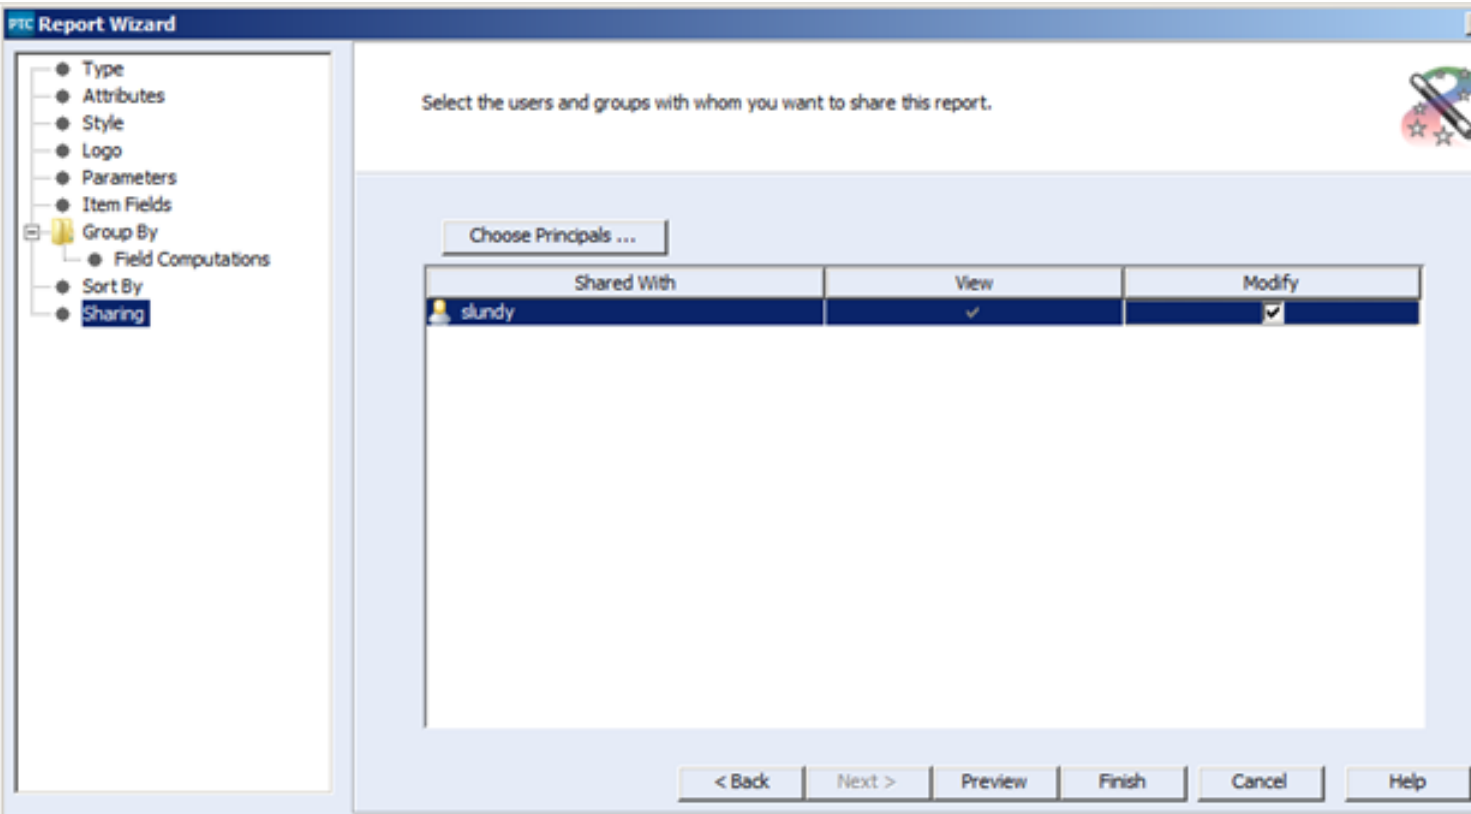 PTC Report Wizard
Type
Attributes
Style
Logo
Parameters
Item Fields
Group By
Field Computations
Sort By
Sharing
Select the users and groups with whom you want to share this report.
Choose Principals ...
Shared With View Modify
slundy
< Back Next > Preview Finish Cancel Help